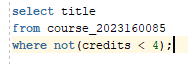 select title
from course_2023160085
where not(credits < 4);